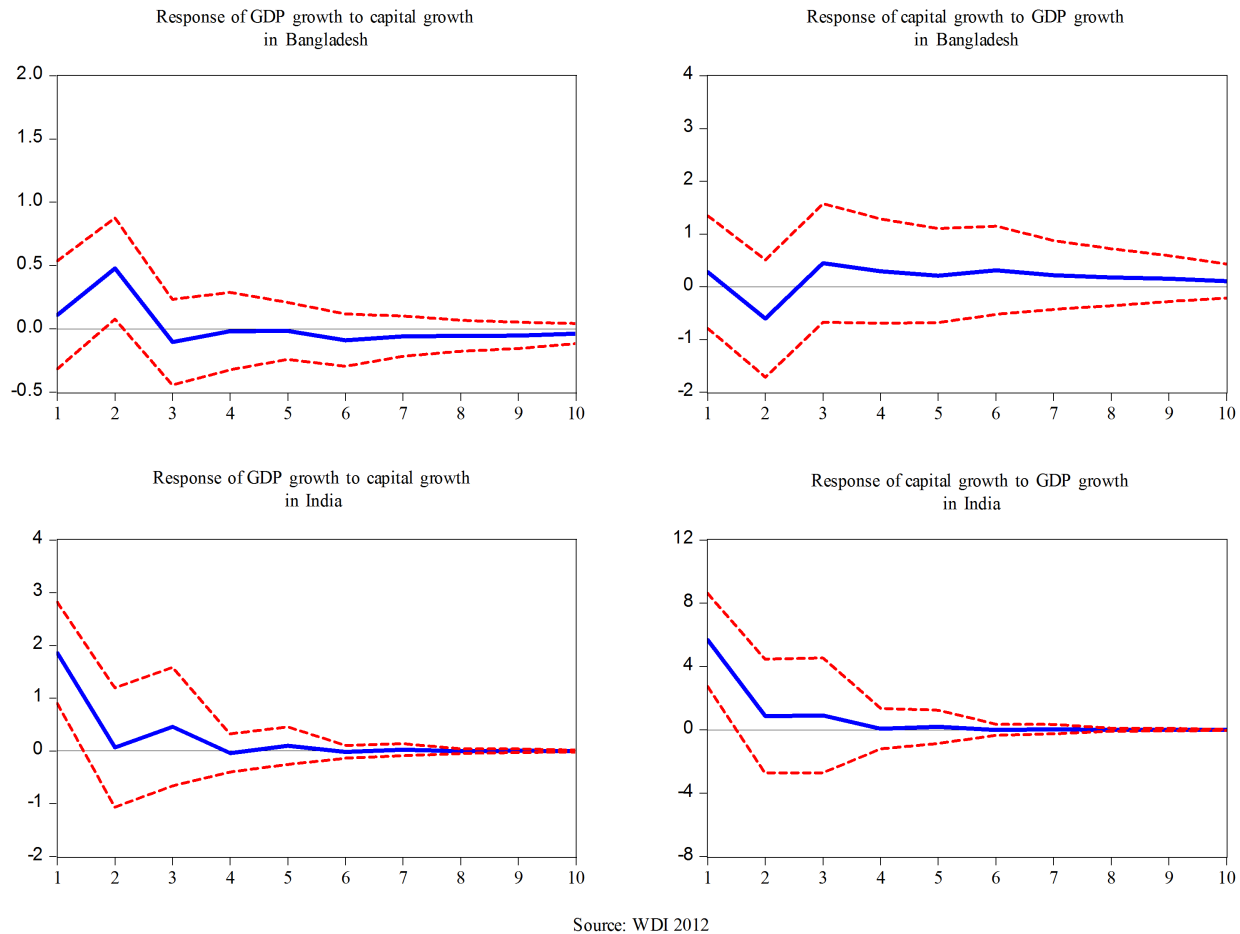 Response of GDP growth to capital growth
in Bangladesh
2.0
1.5
1.0
0.5
0.0
-0.5
1 2 3 4 5 6 7 8 9 10
Response of capital growth to GDP growth
in Bangladesh
4
3
2
1
0
-1
-2
1 2 3 4 5 6 7 8 9 10
Response of GDP growth to capital growth
in India
4
3
2
1
0
-1
-2
1 2 3 4 5 6 7 8 9 10
Response of capital growth to GDP growth
in India
12
8
4
0
-4
-8
1 2 3 4 5 6 7 8 9 10
Source: WDI 2012